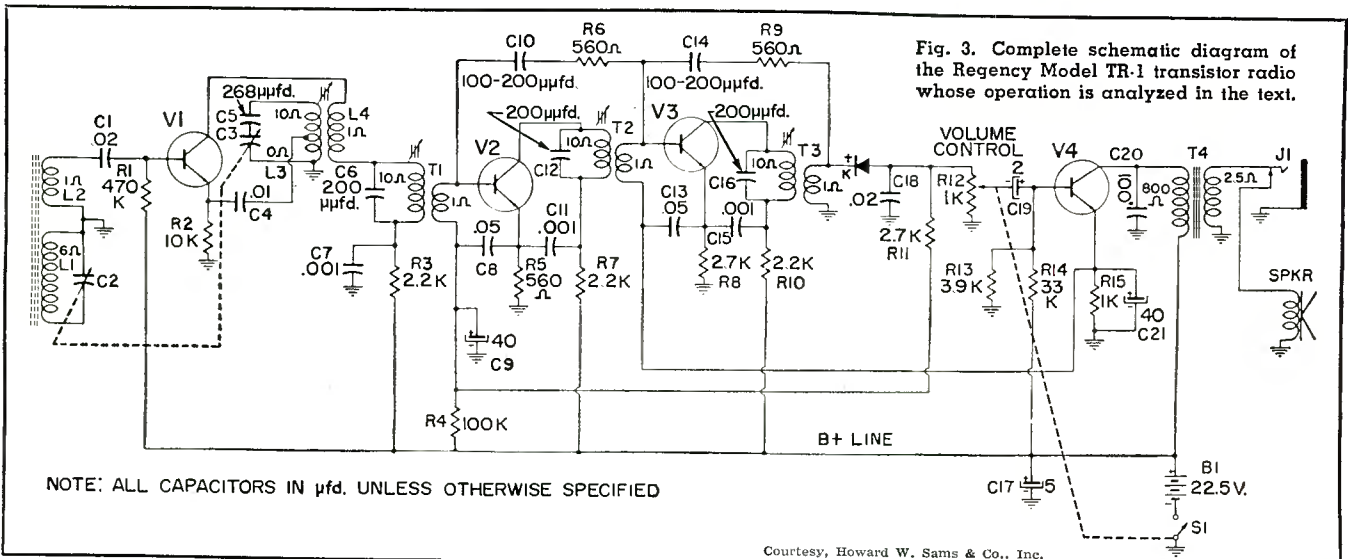 Fig. 3. Complete schematic diagram of
the Regency Model TR-1 transistor radio
whose operation is analyzed in the text.
C10
100-200µµfd.
R6
560Ω
C14
100-200µµfd.
R9
560Ω
268µµfd.
C5
C3
10Ω
0Ω
L3
L4
1Ω
V1
C1
.02
R1
470
K
1Ω
L2
6Ω
L1
C2
R2
10K
.01
C4
C6
200
µµfd.
10Ω
T1
1Ω
C7
.001
R3
2.2K
V2
200µµfd.
10Ω
C12
T2
1Ω
.05
C8
R5
560
Ω
C11
.001
R7
2.2K
40
C9
R4
100K
V3
200µµfd.
10Ω
C16
T3
1Ω
C13
.05
.001
C15
2.7K
R8
2.2K
R10
+
K
C18
.02
2.7K
R11
VOLUME
CONTROL
R12
1K
2
C19
V4
C20
.001
800
Ω
T4
2.5Ω
J1
R13
3.9K
R14
33
K
R15
1K
40
C21
SPKR
B+ LINE
C17
5
B1
22.5V.
S1
NOTE: ALL CAPACITORS IN µfd. UNLESS OTHERWISE SPECIFIED
Courtesy, Howard W. Sams & Co., Inc.